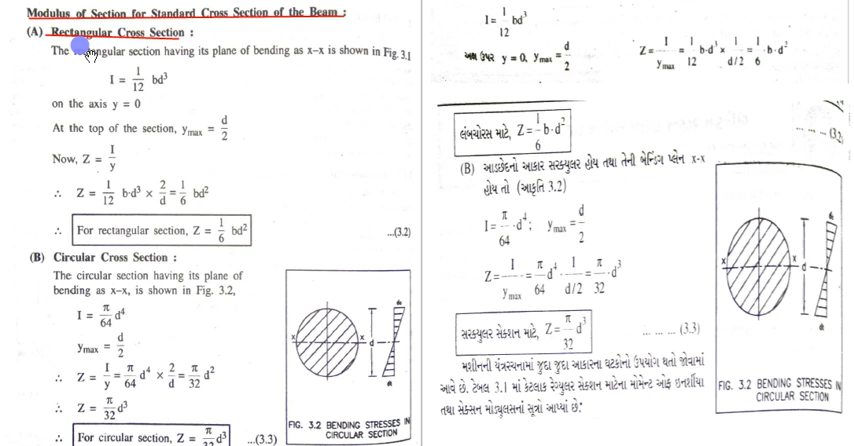 Modulus of Section for Standard Cross Section of the Beam :
(A) Rectangular Cross Section :
The rectangular section having its plane of bending as x–x is shown in Fig. 3.1
I = 1/12 bd³
on the axis y = 0
At the top of the section, y_max = d/2
Now, Z = I/y
∴ Z = 1/12 b·d³ × 2/d = 1/6 bd²
∴ For rectangular section, Z = 1/6 bd² ...(3.2)
(B) Circular Cross Section :
The circular section having its plane of
bending as x–x, is shown in Fig. 3.2,
I = π/64 d⁴
y_max = d/2
∴ Z = I/y = π/64 d⁴ × 2/d = π/32 d²
∴ Z = π/32 d³
∴ For circular section, Z = π/32 d³ ...(3.3)
x x d
FIG. 3.2 BENDING STRESSES IN
CIRCULAR SECTION
I = 1/12 bd³
અક્ષ ઉપર y = 0, y_max = d/2
Z = I/y_max = 1/12 b·d³ × 1/d/2 = 1/6 · b·d²
લંબચોરસ માટે, Z = 1/6 b·d² ... ... (3.2
(B) આડછેદનો આકાર સરક્યુલર હોય તથા તેની બેન્ડિંગ પ્લેન x-x
હોય તો (આકૃતિ 3.2)
I = π/64 · d⁴; y_max = d/2
Z = I/y_max = π/64 d⁴ · 1/d/2 = π/32 · d³
સરક્યુલર સેક્શન માટે, Z = π/32 d³ ... ... ... (3.3)
મશીનની યંત્રરચનામાં જુદા જુદા આકારના ઘટકોનો ઉપયોગ થતો જોવામાં
આવે છે. ટેબલ 3.1 માં કેટલાક રેગ્યુલર સેક્શન માટેના મોમેન્ટ ઓફ ઇનર્શીયા
તથા સેક્સન મોડ્યુલસનાં સૂત્રો આપ્યાં છે.
x x d
FIG. 3.2 BENDING STRESSES IN
CIRCULAR SECTION